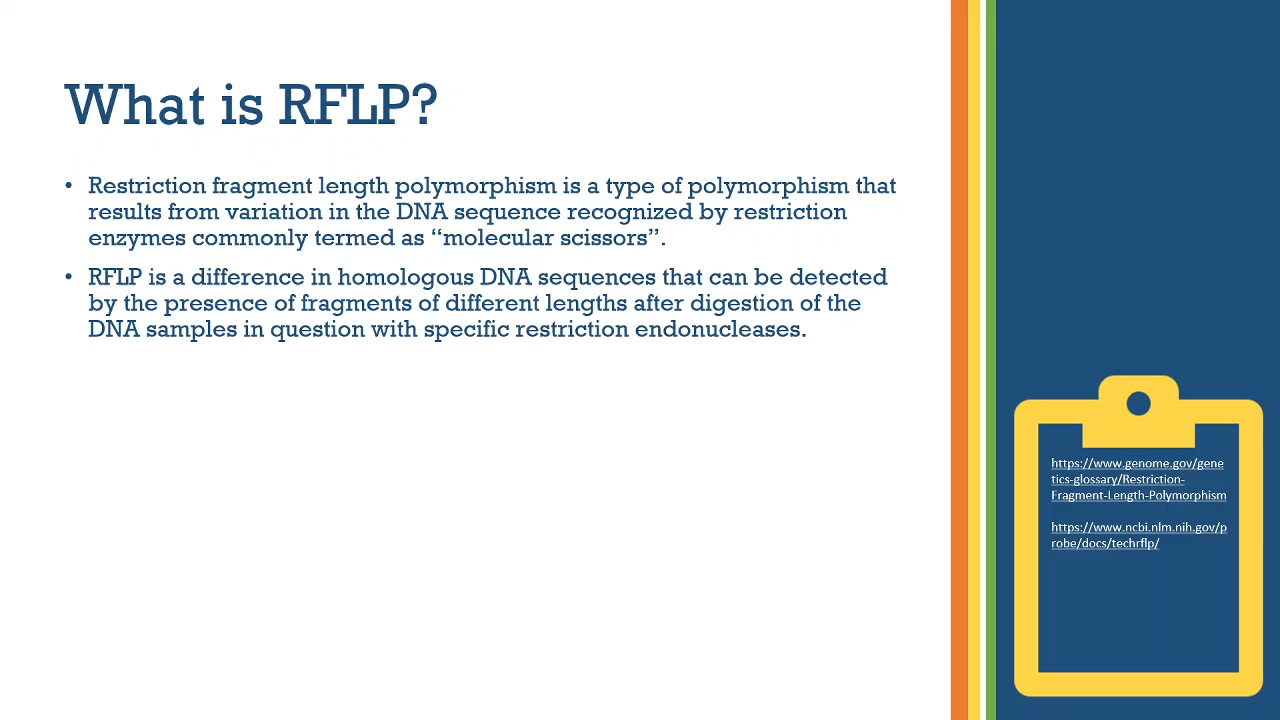 What is RFLP?
• Restriction fragment length polymorphism is a type of polymorphism that
results from variation in the DNA sequence recognized by restriction
enzymes commonly termed as “molecular scissors”.
• RFLP is a difference in homologous DNA sequences that can be detected
by the presence of fragments of different lengths after digestion of the
DNA samples in question with specific restriction endonucleases.
https://www.genome.gov/gene
tics-glossary/Restriction-
Fragment-Length-Polymorphism
https://www.ncbi.nlm.nih.gov/p
robe/docs/techrflp/